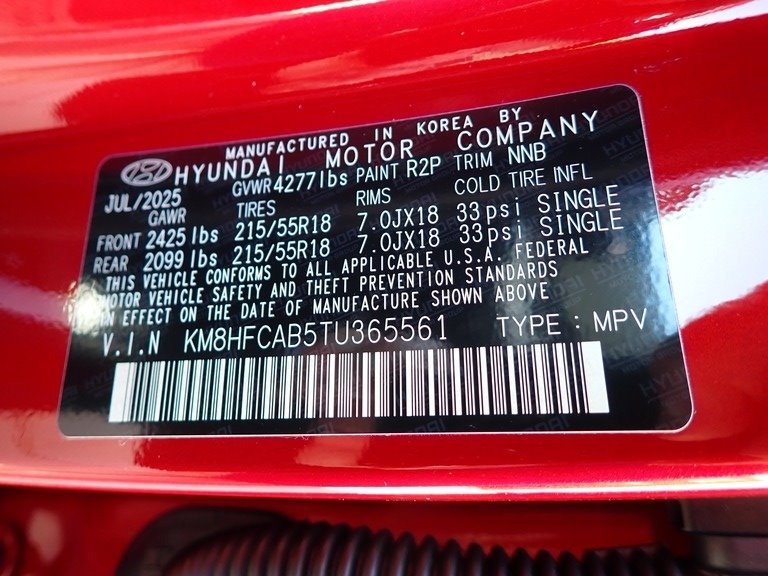 MANUFACTURED IN KOREA BY
HYUNDAI MOTOR COMPANY
JUL/2025 GVWR 4277lbs PAINT R2P TRIM NNB
GAWR TIRES RIMS COLD TIRE INFL
FRONT 2425 lbs 215/55R18 7.0JX18 33psi SINGLE
REAR 2099 lbs 215/55R18 7.0JX18 33psi SINGLE
THIS VEHICLE CONFORMS TO ALL APPLICABLE U.S.A. FEDERAL
MOTOR VEHICLE SAFETY AND THEFT PREVENTION STANDARDS
IN EFFECT ON THE DATE OF MANUFACTURE SHOWN ABOVE
V.I.N KM8HFCAB5TU365561 TYPE : MPV